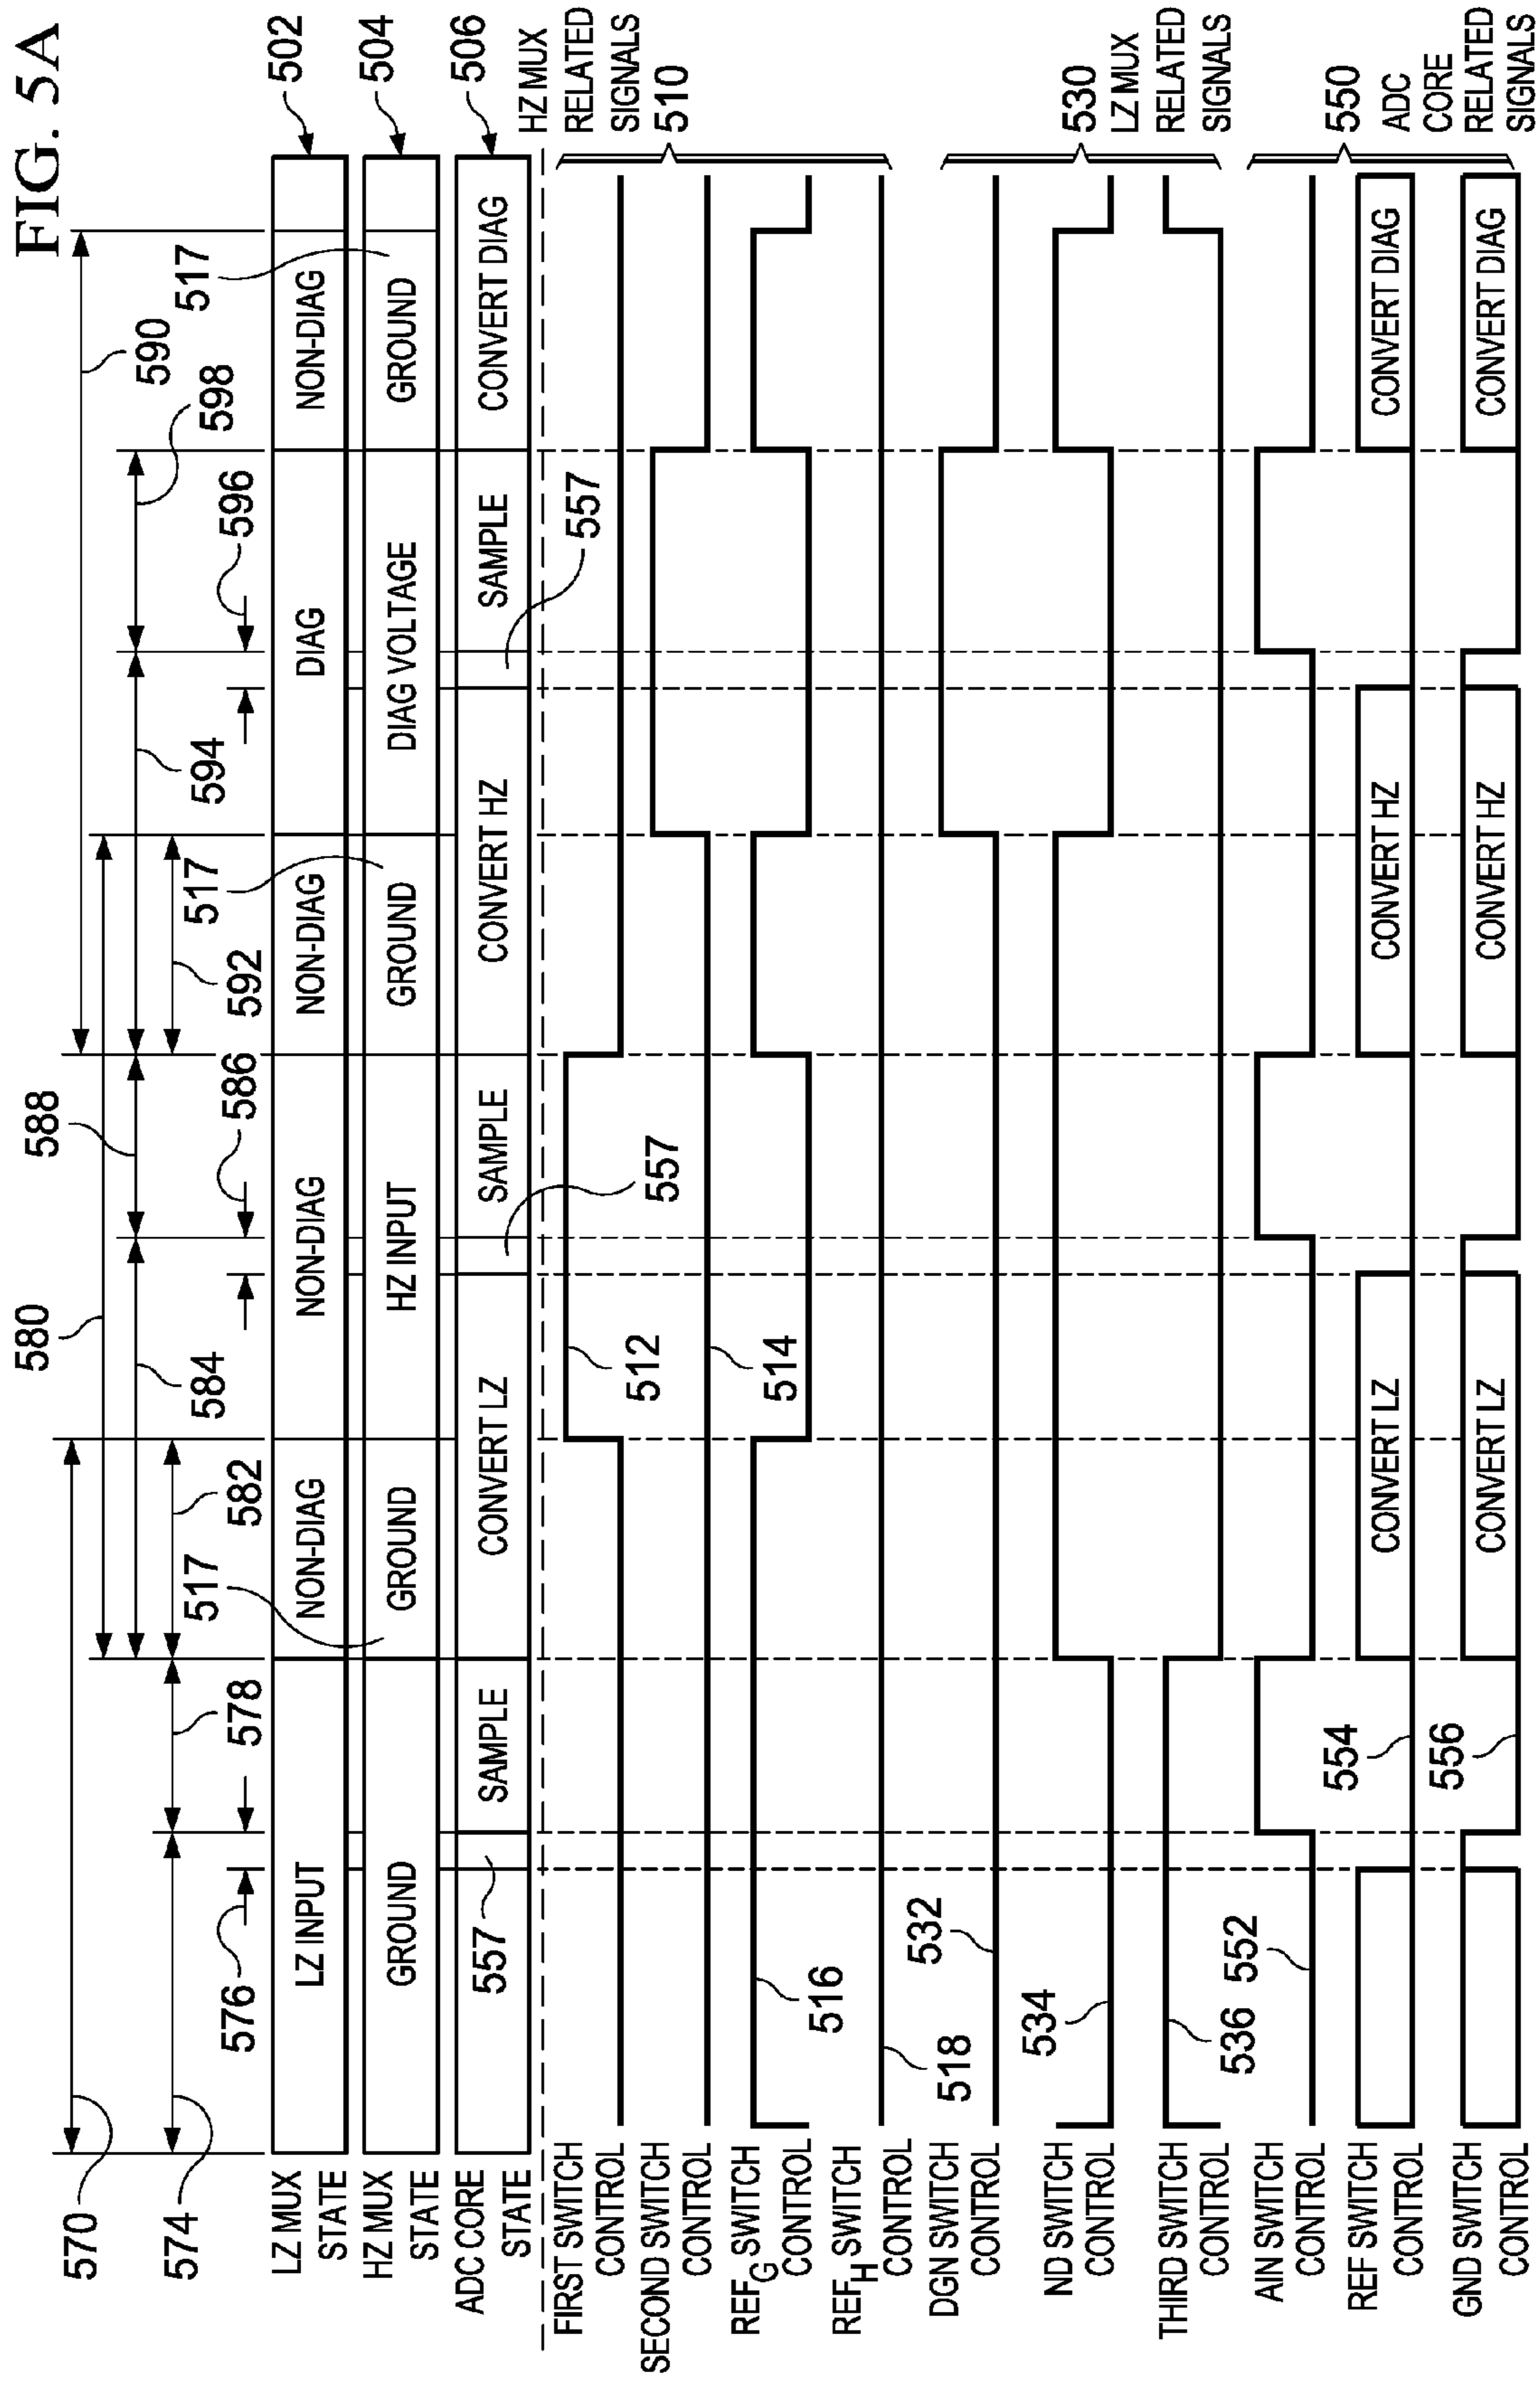 FIG. 5A
590
598
517
594
596
588
580
592
517
584
586
570
582
574
517
578
576
LZ MUX
STATE
LZ INPUT
NON-DIAG
NON-DIAG
NON-DIAG
DIAG
NON-DIAG
502
HZ MUX
STATE
GROUND
GROUND
HZ INPUT
GROUND
DIAG VOLTAGE
GROUND
504
ADC CORE
STATE
557
SAMPLE
CONVERT LZ
SAMPLE
CONVERT HZ
SAMPLE
CONVERT DIAG
506
557
557
HZ MUX
RELATED
SIGNALS
510
FIRST SWITCH
CONTROL
512
SECOND SWITCH
CONTROL
514
REFG SWITCH
CONTROL
516
REFH SWITCH
CONTROL
518
DGN SWITCH
CONTROL
532
530
LZ MUX
RELATED
SIGNALS
ND SWITCH
CONTROL
534
THIRD SWITCH
CONTROL
536
AIN SWITCH
CONTROL
552
550
ADC
CORE
RELATED
SIGNALS
REF SWITCH
CONTROL
554
CONVERT LZ
CONVERT HZ
CONVERT DIAG
GND SWITCH
CONTROL
556
CONVERT LZ
CONVERT HZ
CONVERT DIAG